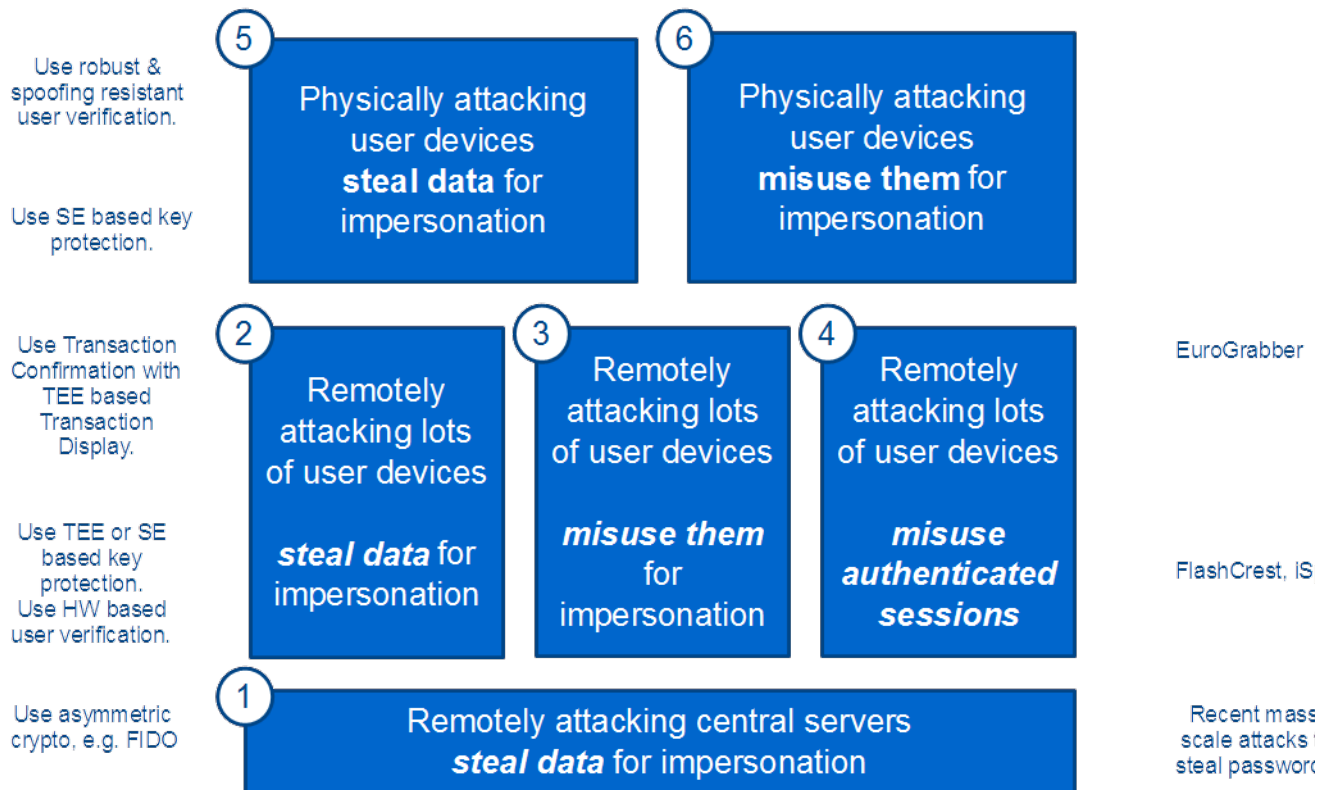 5
6
Use robust &
spoofing resistant
user verification.
Physically attacking
user devices
steal data for
impersonation
Physically attacking
user devices
misuse them for
impersonation
Use SE based key
protection.
2
3
4
Use Transaction
Confirmation with
TEE based
Transaction
Display.
Remotely
attacking lots
of user devices
steal data for
impersonation
Remotely
attacking lots
of user devices
misuse them
for
impersonation
Remotely
attacking lots
of user devices
misuse
authenticated
sessions
EuroGrabber
Use TEE or SE
based key
protection.
Use HW based
user verification.
FlashCrest, iS
1
Use asymmetric
crypto, e.g. FIDO
Remotely attacking central servers
steal data for impersonation
Recent mass
scale attacks
steal password